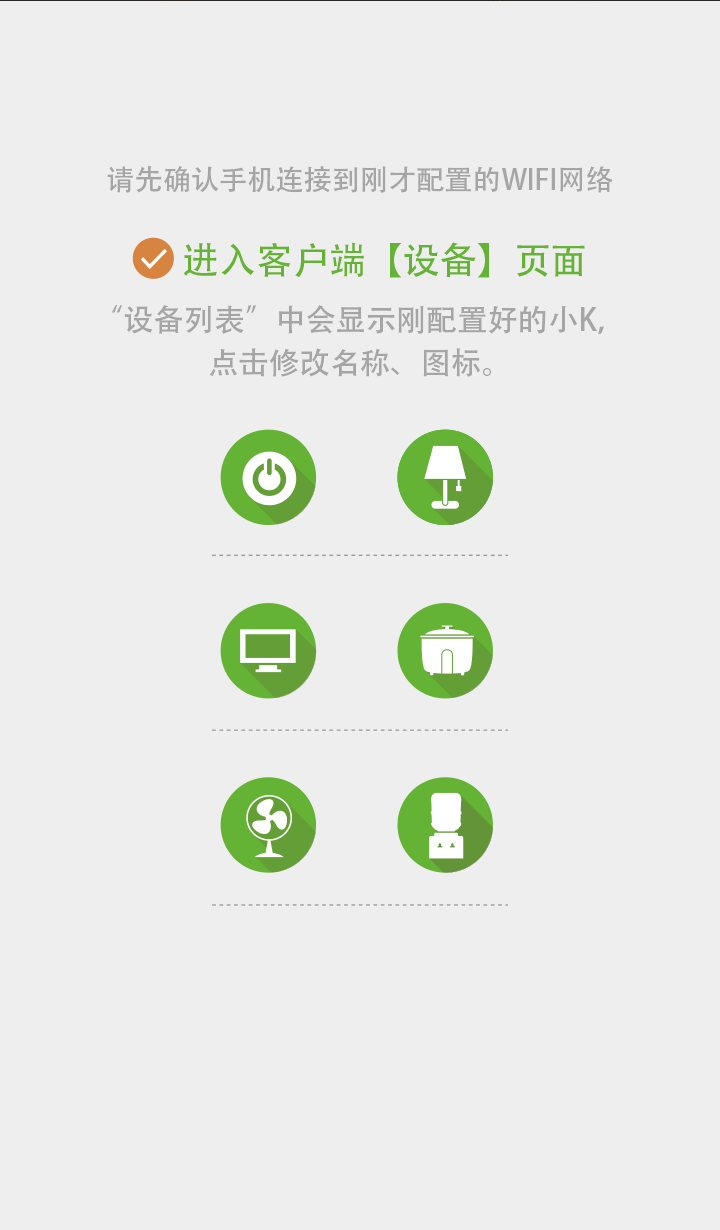 请先确认手机连接到刚才配置的WIFI网络
进入客户端【设备】页面
“设备列表”中会显示刚配置好的小K,
点击修改名称、图标。